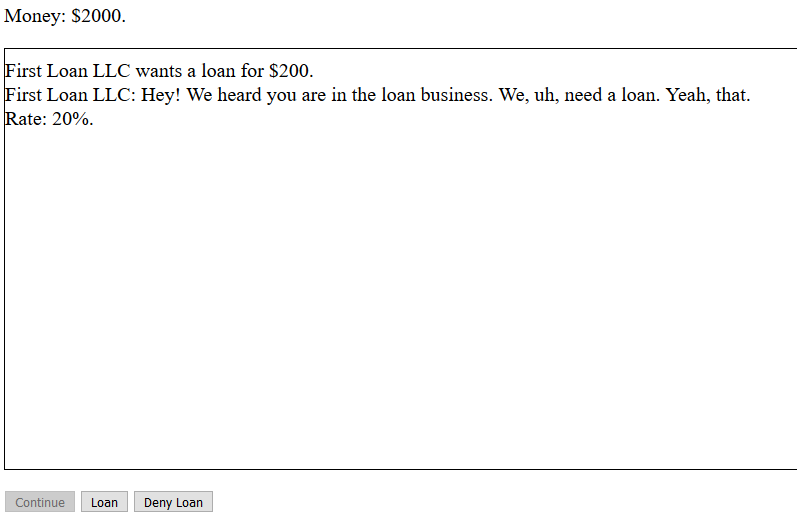 Money: $2000.
First Loan LLC wants a loan for $200.
First Loan LLC: Hey! We heard you are in the loan business. We, uh, need a loan. Yeah, that.
Rate: 20%.
Continue Loan Deny Loan